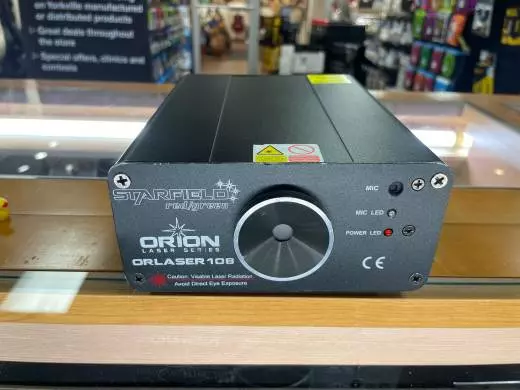 on Yorkville manufactured
or distributed products
> Great deals throughout
the store
> Special offers, clinics and
contests
STARFIELD
red/green
ORION
LASER SERIES
ORLASER108
Caution: Visable Laser Radiation
Avoid Direct Eye Exposure
MIC
MIC LED
POWER LED
CE